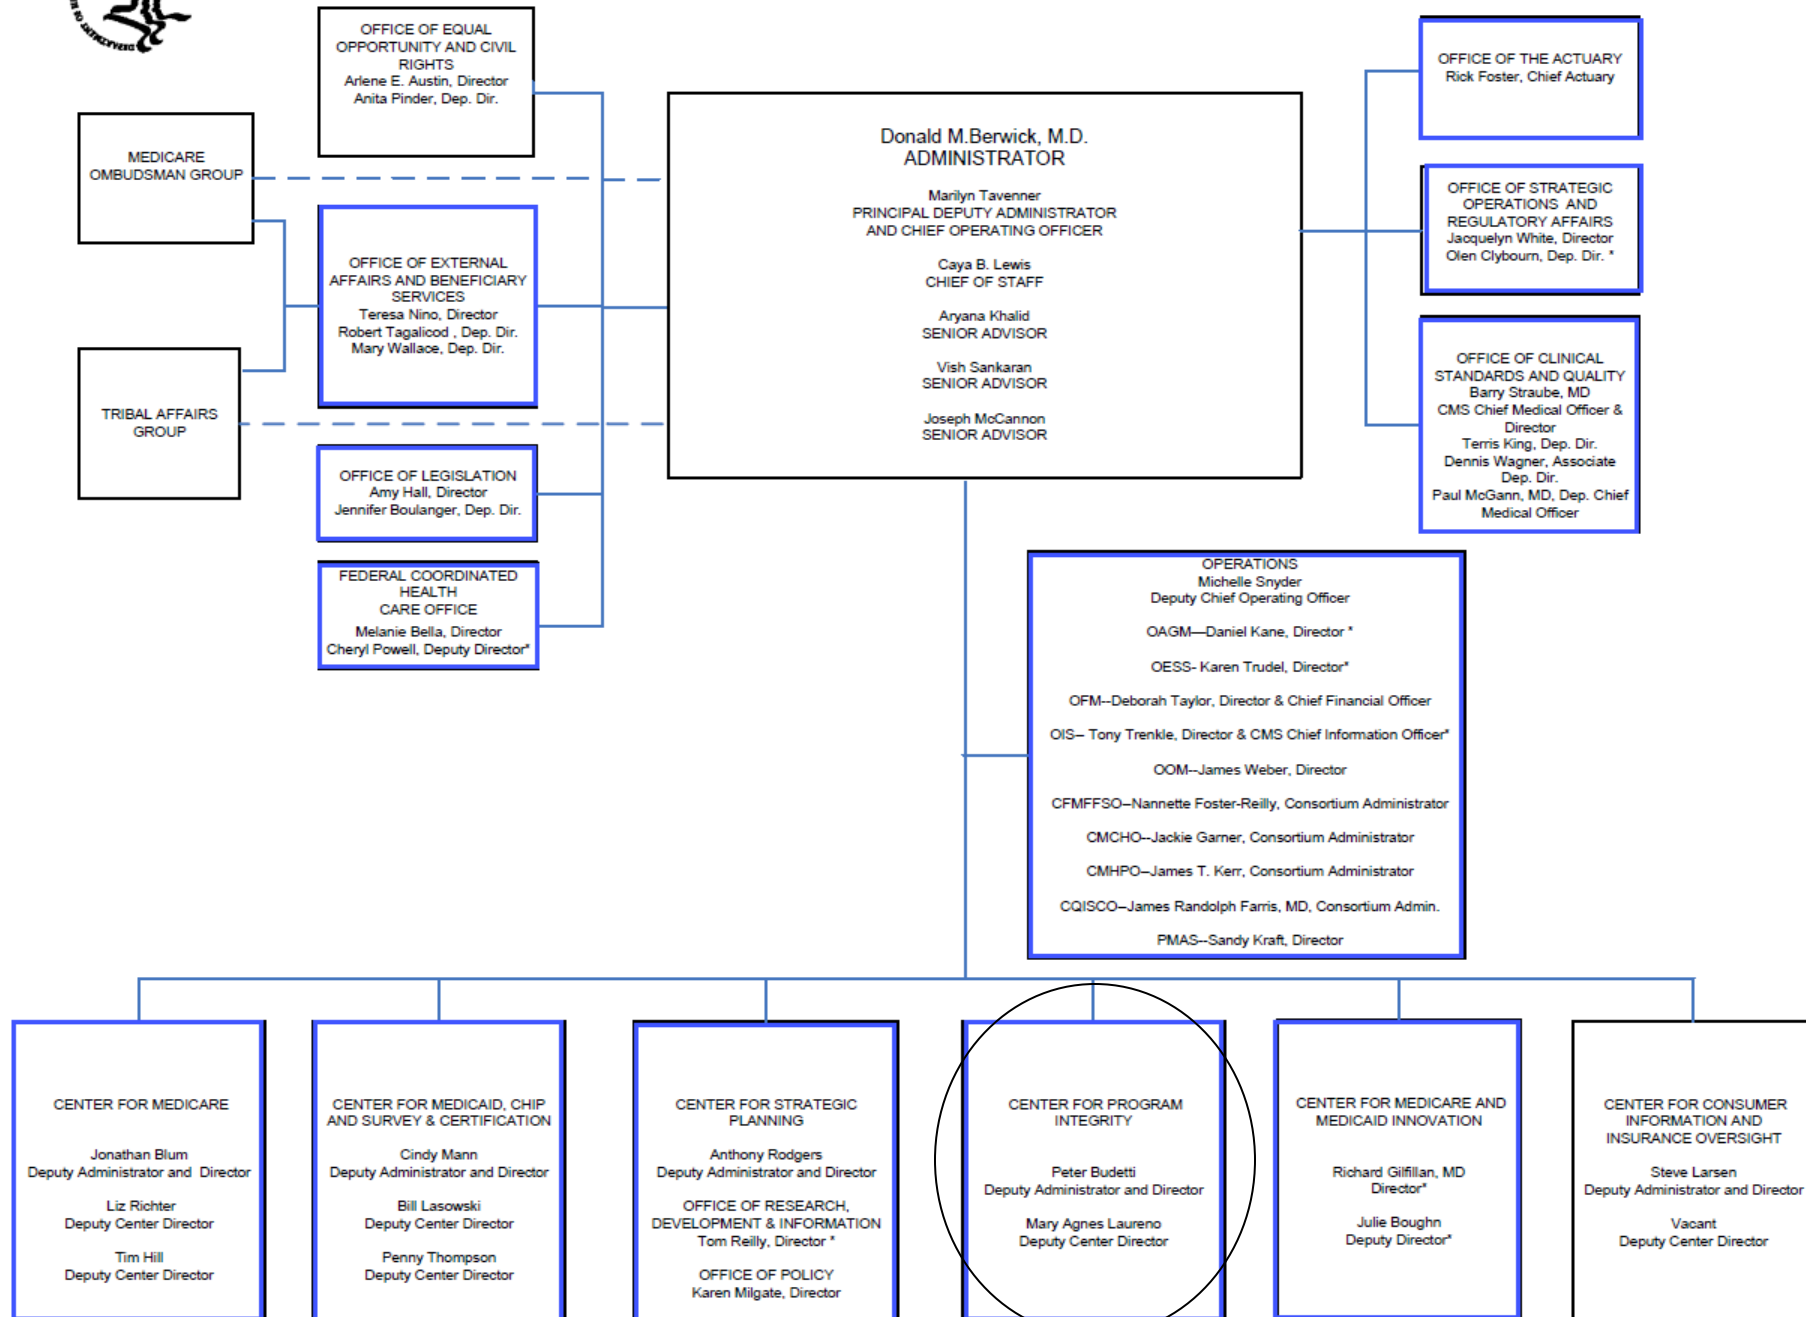 OFFICE OF EQUAL
OPPORTUNITY AND CIVIL
RIGHTS
Arlene E. Austin, Director
Anita Pinder, Dep. Dir.
MEDICARE
OMBUDSMAN GROUP
OFFICE OF EXTERNAL
AFFAIRS AND BENEFICIARY
SERVICES
Teresa Nino, Director
Robert Tagalicod , Dep. Dir.
Mary Wallace, Dep. Dir.
TRIBAL AFFAIRS
GROUP
OFFICE OF LEGISLATION
Amy Hall, Director
Jennifer Boulanger, Dep. Dir.
FEDERAL COORDINATED
HEALTH
CARE OFFICE
Melanie Bella, Director
Cheryl Powell, Deputy Director*
Donald M.Berwick, M.D.
ADMINISTRATOR
Marilyn Tavenner
PRINCIPAL DEPUTY ADMINISTRATOR
AND CHIEF OPERATING OFFICER
Caya B. Lewis
CHIEF OF STAFF
Aryana Khalid
SENIOR ADVISOR
Vish Sankaran
SENIOR ADVISOR
Joseph McCannon
SENIOR ADVISOR
OFFICE OF THE ACTUARY
Rick Foster, Chief Actuary
OFFICE OF STRATEGIC
OPERATIONS AND
REGULATORY AFFAIRS
Jacquelyn White, Director
Olen Clybourn, Dep. Dir. *
OFFICE OF CLINICAL
STANDARDS AND QUALITY
Barry Straube, MD
CMS Chief Medical Officer &
Director
Terris King, Dep. Dir.
Dennis Wagner, Associate
Dep. Dir.
Paul McGann, MD, Dep. Chief
Medical Officer
OPERATIONS
Michelle Snyder
Deputy Chief Operating Officer
OAGM—Daniel Kane, Director *
OESS- Karen Trudel, Director*
OFM--Deborah Taylor, Director & Chief Financial Officer
OIS– Tony Trenkle, Director & CMS Chief Information Officer*
OOM--James Weber, Director
CFMFFSO–Nannette Foster-Reilly, Consortium Administrator
CMCHO--Jackie Garner, Consortium Administrator
CMHPO–James T. Kerr, Consortium Administrator
CQISCO–James Randolph Farris, MD, Consortium Admin.
PMAS--Sandy Kraft, Director
CENTER FOR MEDICARE
Jonathan Blum
Deputy Administrator and Director
Liz Richter
Deputy Center Director
Tim Hill
Deputy Center Director
CENTER FOR MEDICAID, CHIP
AND SURVEY & CERTIFICATION
Cindy Mann
Deputy Administrator and Director
Bill Lasowski
Deputy Center Director
Penny Thompson
Deputy Center Director
CENTER FOR STRATEGIC
PLANNING
Anthony Rodgers
Deputy Administrator and Director
OFFICE OF RESEARCH,
DEVELOPMENT & INFORMATION
Tom Reilly, Director *
OFFICE OF POLICY
Karen Milgate, Director
CENTER FOR PROGRAM
INTEGRITY
Peter Budetti
Deputy Administrator and Director
Mary Agnes Laureno
Deputy Center Director
CENTER FOR MEDICARE AND
MEDICAID INNOVATION
Richard Gilfillan, MD
Director*
Julie Boughn
Deputy Director*
CENTER FOR CONSUMER
INFORMATION AND
INSURANCE OVERSIGHT
Steve Larsen
Deputy Administrator and Director
Vacant
Deputy Center Director